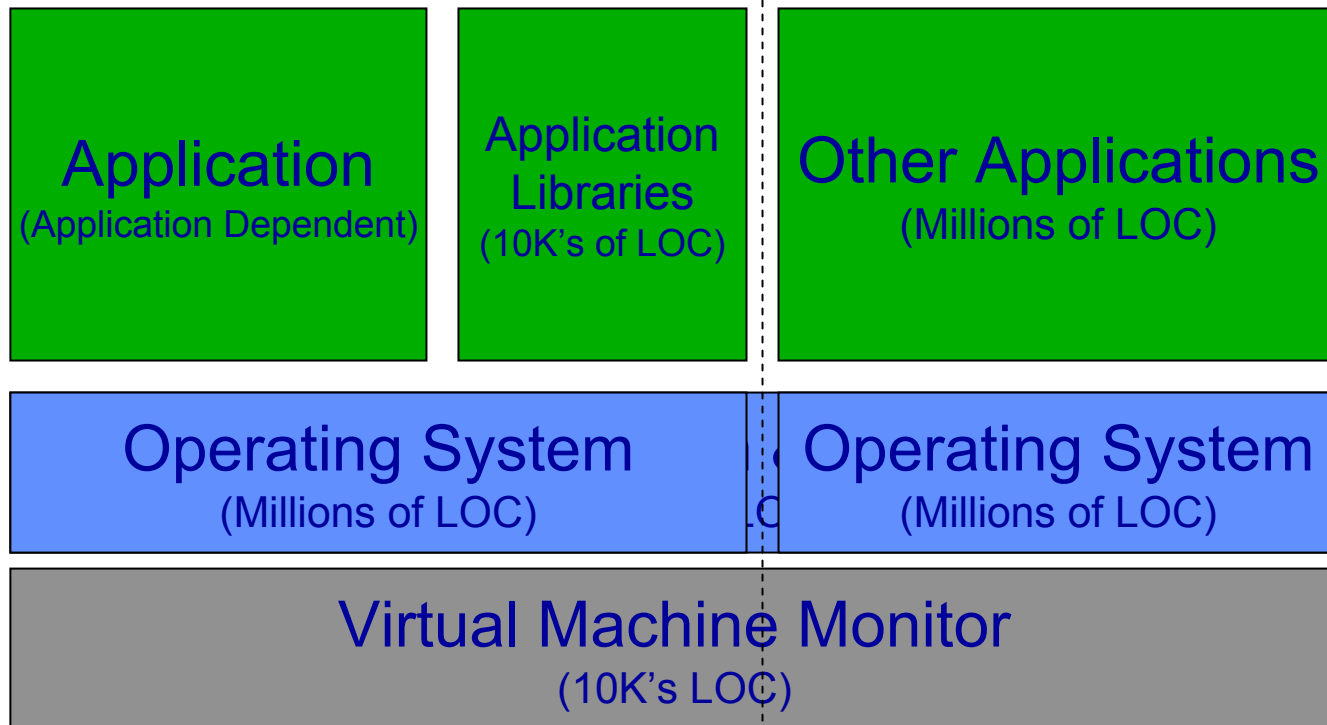 Application
(Application Dependent)
Application
Libraries
(10K's of LOC)
Other Applications
(Millions of LOC)
Operating System
(Millions of LOC)
Operating System
(Millions of LOC)
Virtual Machine Monitor
(10K's LOC)